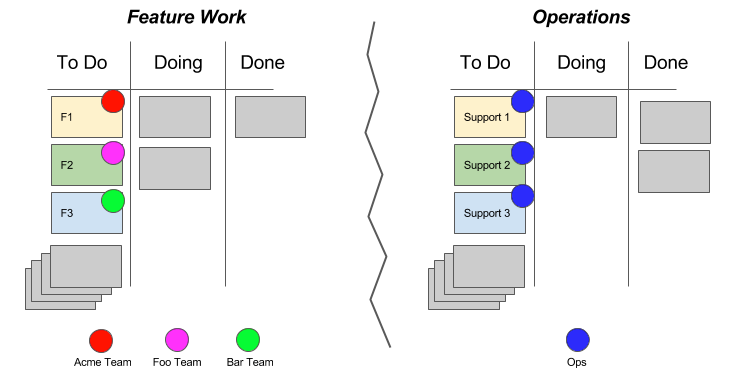 Feature Work
Operations
To Do
Doing
Done
To Do
Doing
Done
F1
F2
F3
Support 1
Support 2
Support 3
Acme Team
Foo Team
Bar Team
Ops